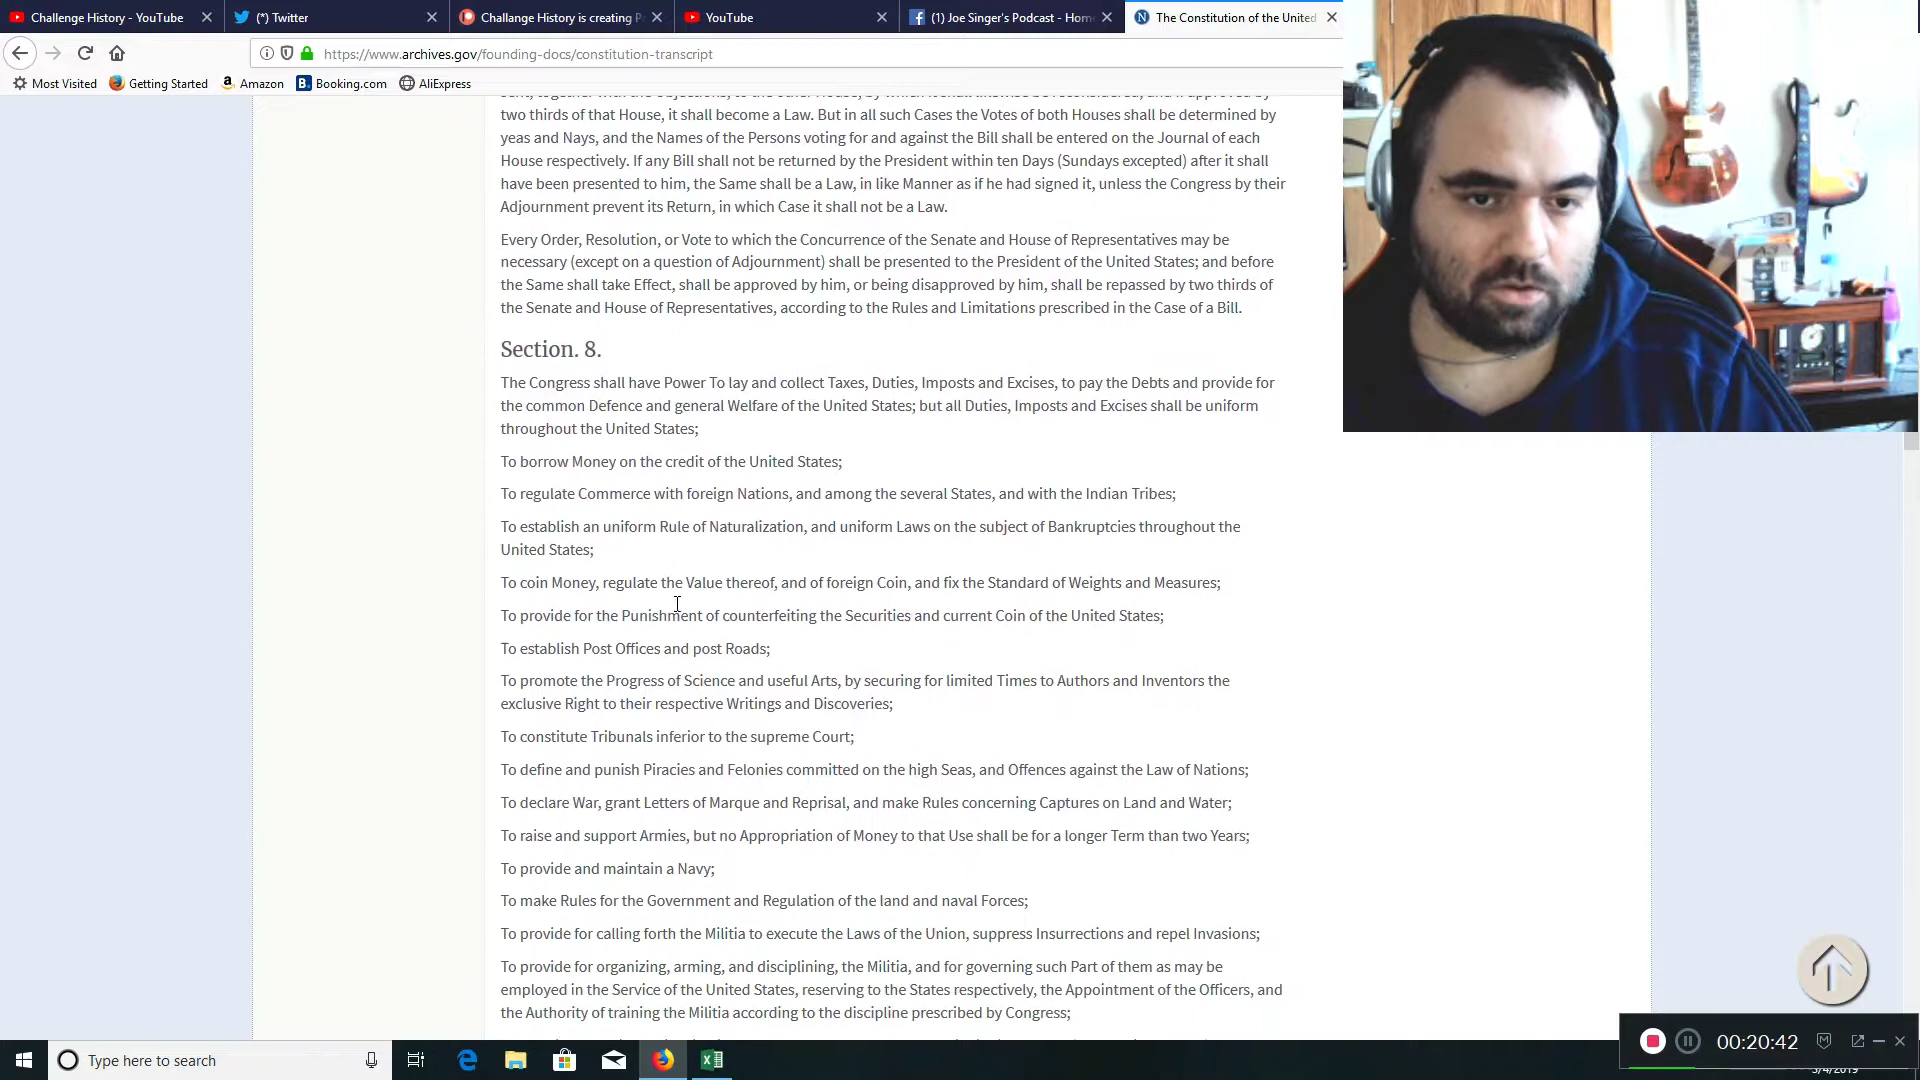 Challenge History - YouTube
(*) Twitter
Challange History is creating P
YouTube
(1) Joe Singer's Podcast - Hom
The Constitution of the United
https://www.archives.gov/founding-docs/constitution-transcript
Most Visited
Getting Started
Amazon
Booking.com
AliExpress
two thirds of that House, it shall become a Law. But in all such Cases the Votes of both Houses shall be determined by
yeas and Nays, and the Names of the Persons voting for and against the Bill shall be entered on the Journal of each
House respectively. If any Bill shall not be returned by the President within ten Days (Sundays excepted) after it shall
have been presented to him, the Same shall be a Law, in like Manner as if he had signed it, unless the Congress by their
Adjournment prevent its Return, in which Case it shall not be a Law.
Every Order, Resolution, or Vote to which the Concurrence of the Senate and House of Representatives may be
necessary (except on a question of Adjournment) shall be presented to the President of the United States; and before
the Same shall take Effect, shall be approved by him, or being disapproved by him, shall be repassed by two thirds of
the Senate and House of Representatives, according to the Rules and Limitations prescribed in the Case of a Bill.
Section. 8.
The Congress shall have Power To lay and collect Taxes, Duties, Imposts and Excises, to pay the Debts and provide for
the common Defence and general Welfare of the United States; but all Duties, Imposts and Excises shall be uniform
throughout the United States;
To borrow Money on the credit of the United States;
To regulate Commerce with foreign Nations, and among the several States, and with the Indian Tribes;
To establish an uniform Rule of Naturalization, and uniform Laws on the subject of Bankruptcies throughout the
United States;
To coin Money, regulate the Value thereof, and of foreign Coin, and fix the Standard of Weights and Measures;
To provide for the Punishment of counterfeiting the Securities and current Coin of the United States;
To establish Post Offices and post Roads;
To promote the Progress of Science and useful Arts, by securing for limited Times to Authors and Inventors the
exclusive Right to their respective Writings and Discoveries;
To constitute Tribunals inferior to the supreme Court;
To define and punish Piracies and Felonies committed on the high Seas, and Offences against the Law of Nations;
To declare War, grant Letters of Marque and Reprisal, and make Rules concerning Captures on Land and Water;
To raise and support Armies, but no Appropriation of Money to that Use shall be for a longer Term than two Years;
To provide and maintain a Navy;
To make Rules for the Government and Regulation of the land and naval Forces;
To provide for calling forth the Militia to execute the Laws of the Union, suppress Insurrections and repel Invasions;
To provide for organizing, arming, and disciplining, the Militia, and for governing such Part of them as may be
employed in the Service of the United States, reserving to the States respectively, the Appointment of the Officers, and
the Authority of training the Militia according to the discipline prescribed by Congress;
00:20:42
Type here to search
3/4/2019